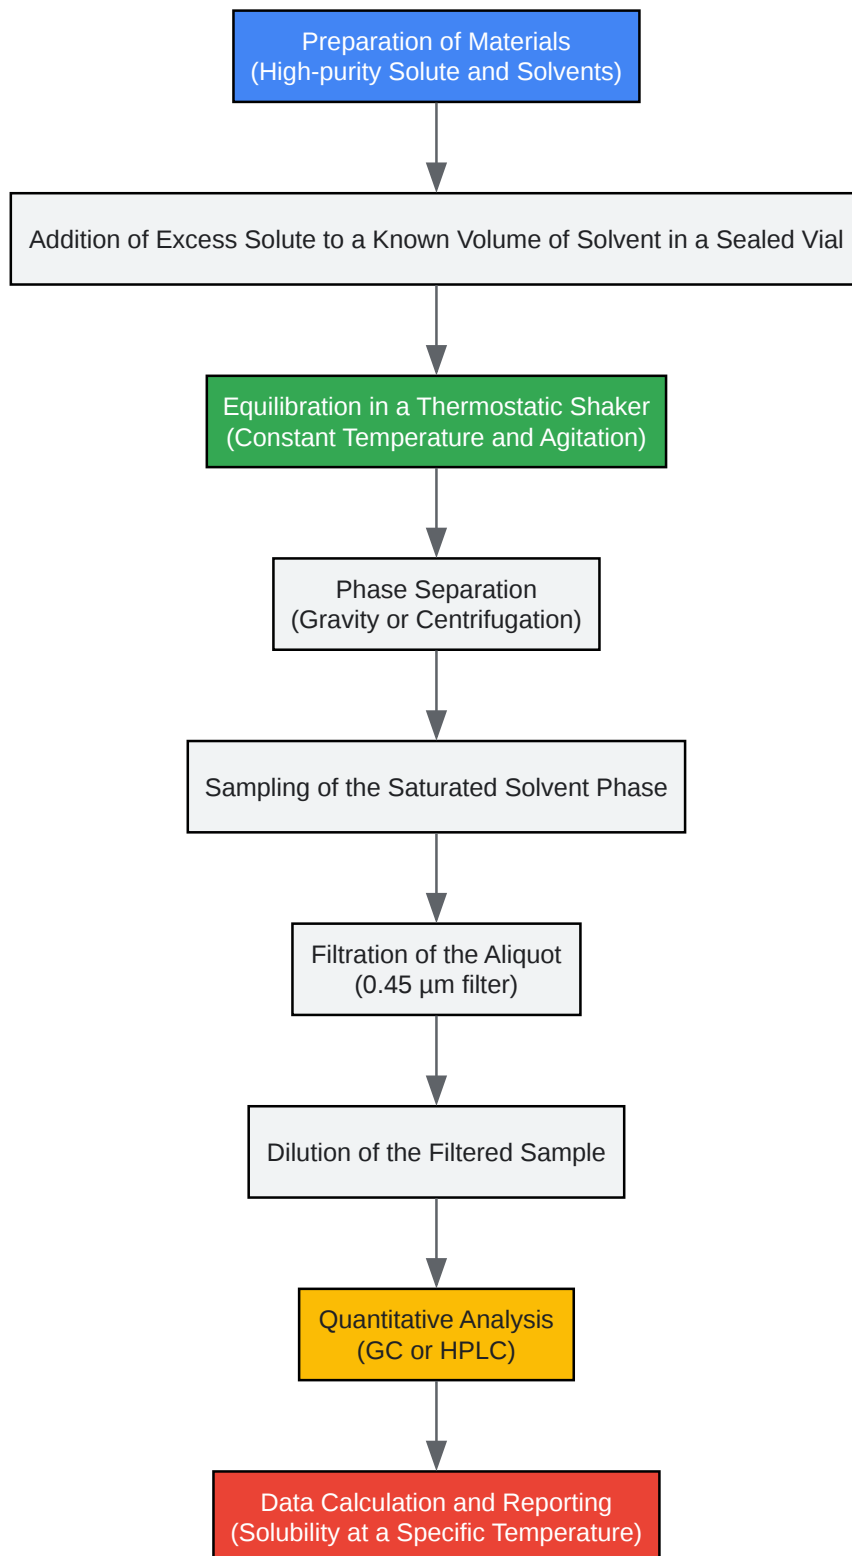 Preparation of Materials
(High-purity Solute and Solvents)
Addition of Excess Solute to a Known Volume of Solvent in a Sealed Vial
Equilibration in a Thermostatic Shaker
(Constant Temperature and Agitation)
Phase Separation
(Gravity or Centrifugation)
Sampling of the Saturated Solvent Phase
Filtration of the Aliquot
(0.45 µm filter)
Dilution of the Filtered Sample
Quantitative Analysis
(GC or HPLC)
Data Calculation and Reporting
(Solubility at a Specific Temperature)